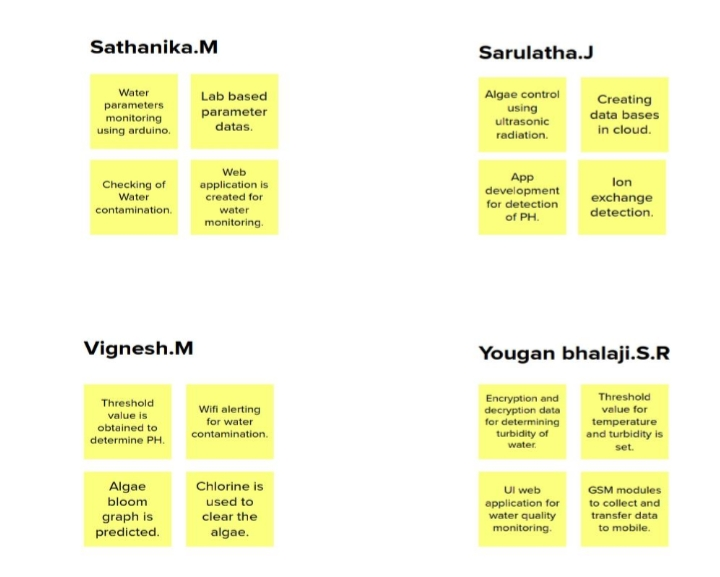 Sathanika.M
Water
parameters
monitoring
using arduino.
Lab based
parameter
datas.
Checking of
Water
contamination.
Web
application is
created for
water
monitoring.
Sarulatha.J
Algae control
using
ultrasonic
radiation.
Creating
data bases
in cloud.
App
development
for detection
of PH.
Ion
exchange
detection.
Vignesh.M
Threshold
value is
obtained to
determine PH.
Wifi alerting
for water
contamination.
Algae
bloom
graph is
predicted.
Chlorine is
used to
clear the
algae.
Yougan bhalaji.S.R
Encryption and
decryption data
for determining
turbidity of
water.
Threshold
value for
temperature
and turbidity is
set.
UI web
application for
water quality
monitoring.
GSM modules
to collect and
transfer data
to mobile.